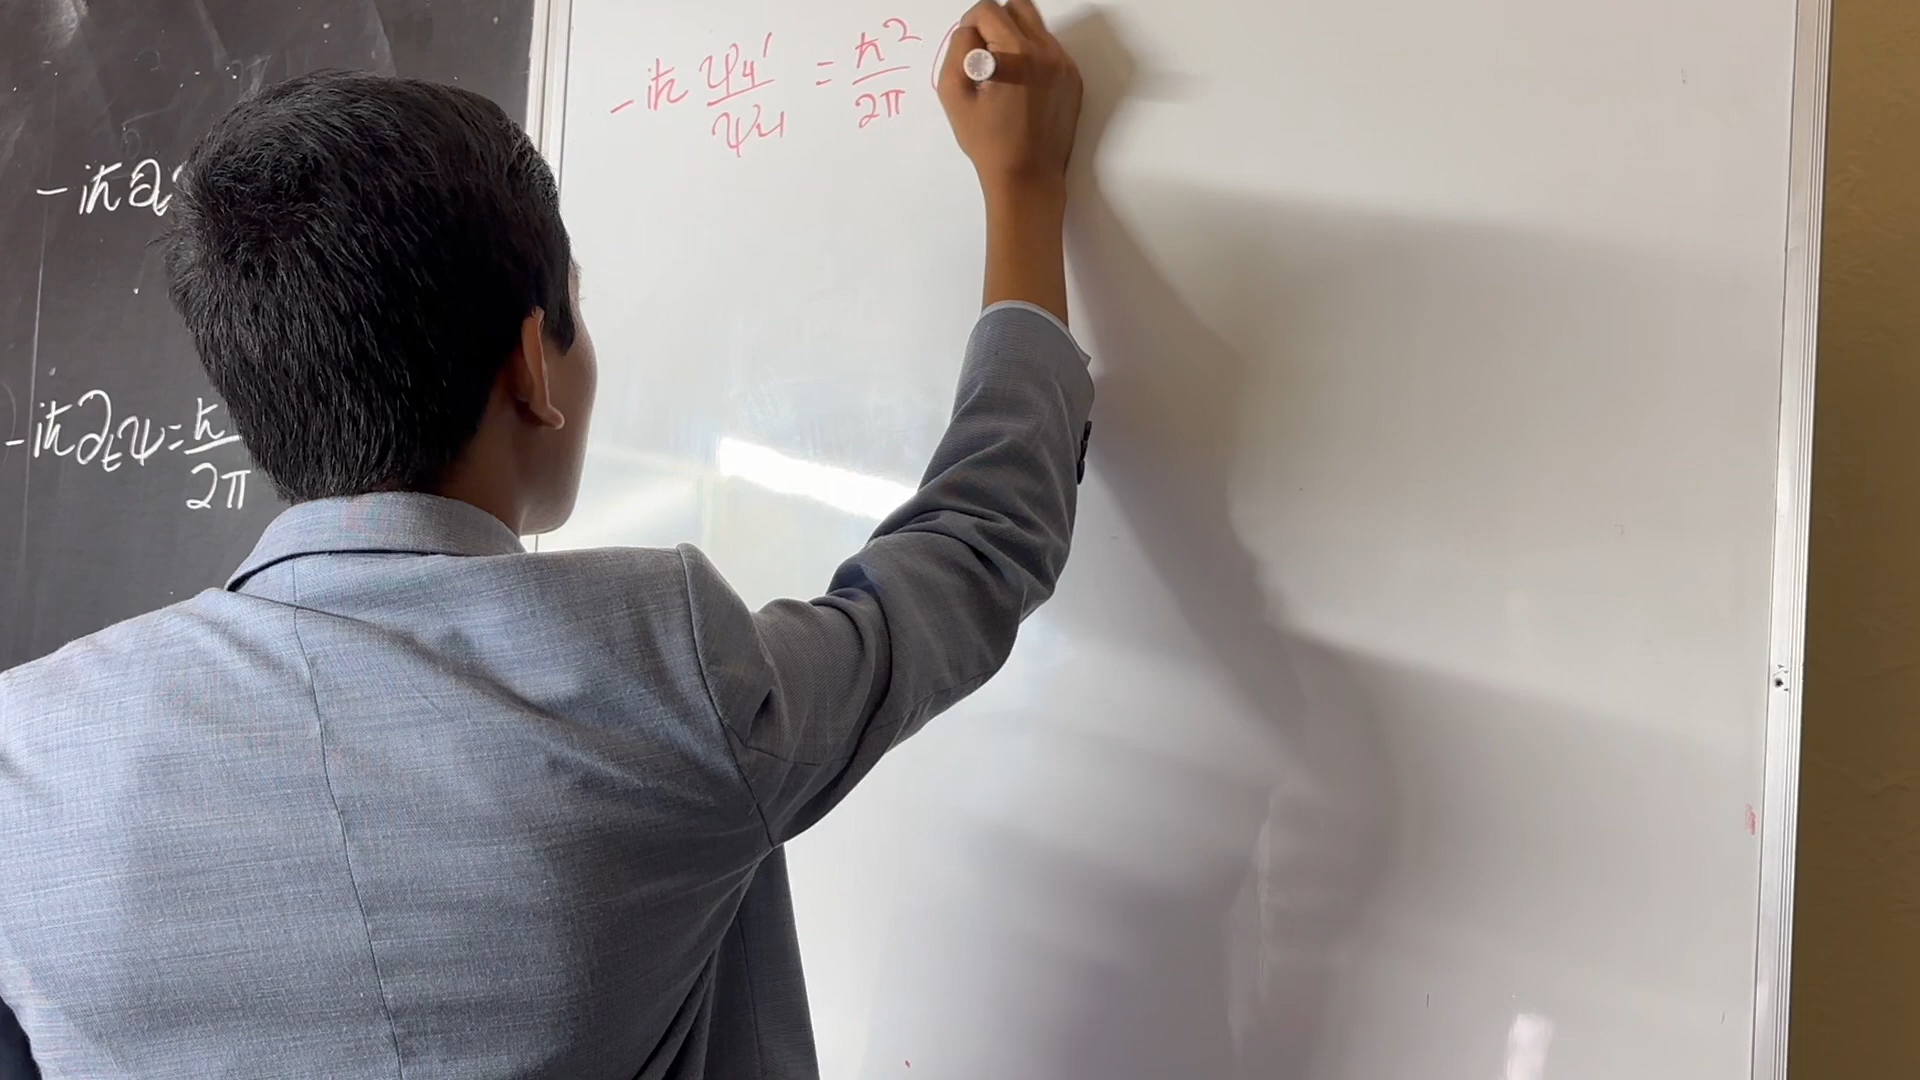 -iℏ ψ₄'/ψ₄ = ℏ²/2π (
-iℏ∂
-iℏ∂ₜψ = ℏ/2π